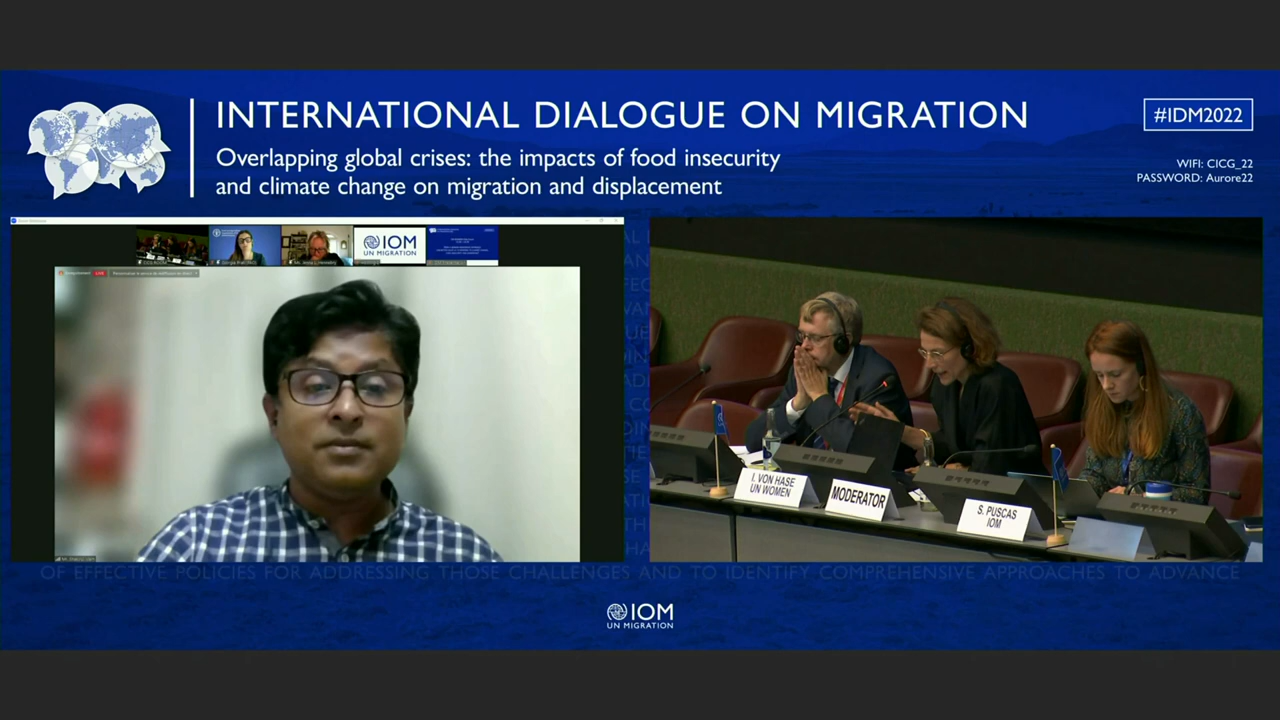 INTERNATIONAL DIALOGUE ON MIGRATION
Overlapping global crises: the impacts of food insecurity
and climate change on migration and displacement
#IDM2022
WIFI: CICG_22
PASSWORD: Aurore22
IOM
UN MIGRATION
LIVE
I. VON HASE
UN WOMEN
MODERATOR
S. PUSCAS
IOM
OF EFFECTIVE POLICIES FOR ADDRESSING THOSE CHALLENGES AND TO IDENTIFY COMPREHENSIVE APPROACHES TO ADVANCE
IOM
UN MIGRATION